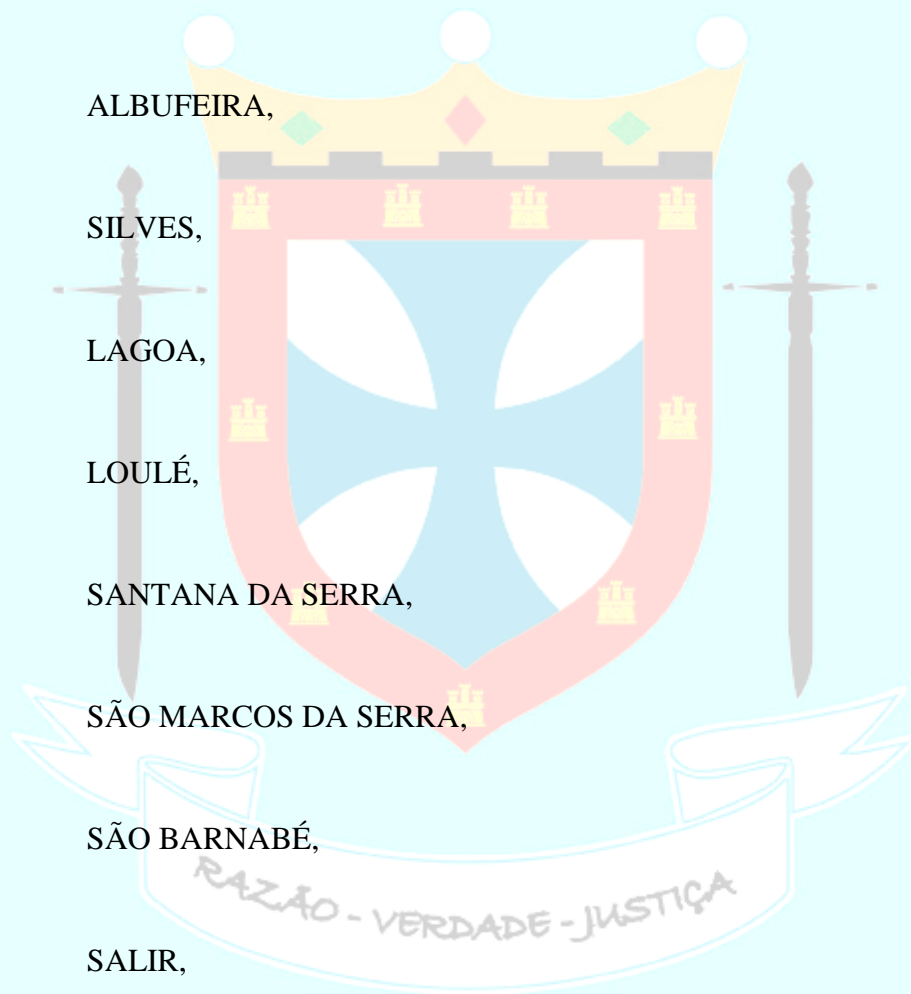 ALBUFEIRA,
SILVES,
LAGOA,
LOULÉ,
SANTANA DA SERRA,
SÃO MARCOS DA SERRA,
SÃO BARNABÉ,
RAZÃO - VERDADE - JUSTIÇA
SALIR,